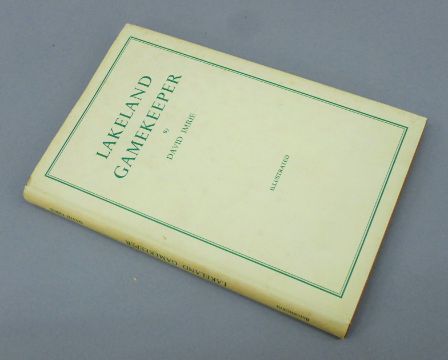 LAKELAND
GAMEKEEPER
by
DAVID IMRIE
ILLUSTRATED
LAKELAND GAMEKEEPER